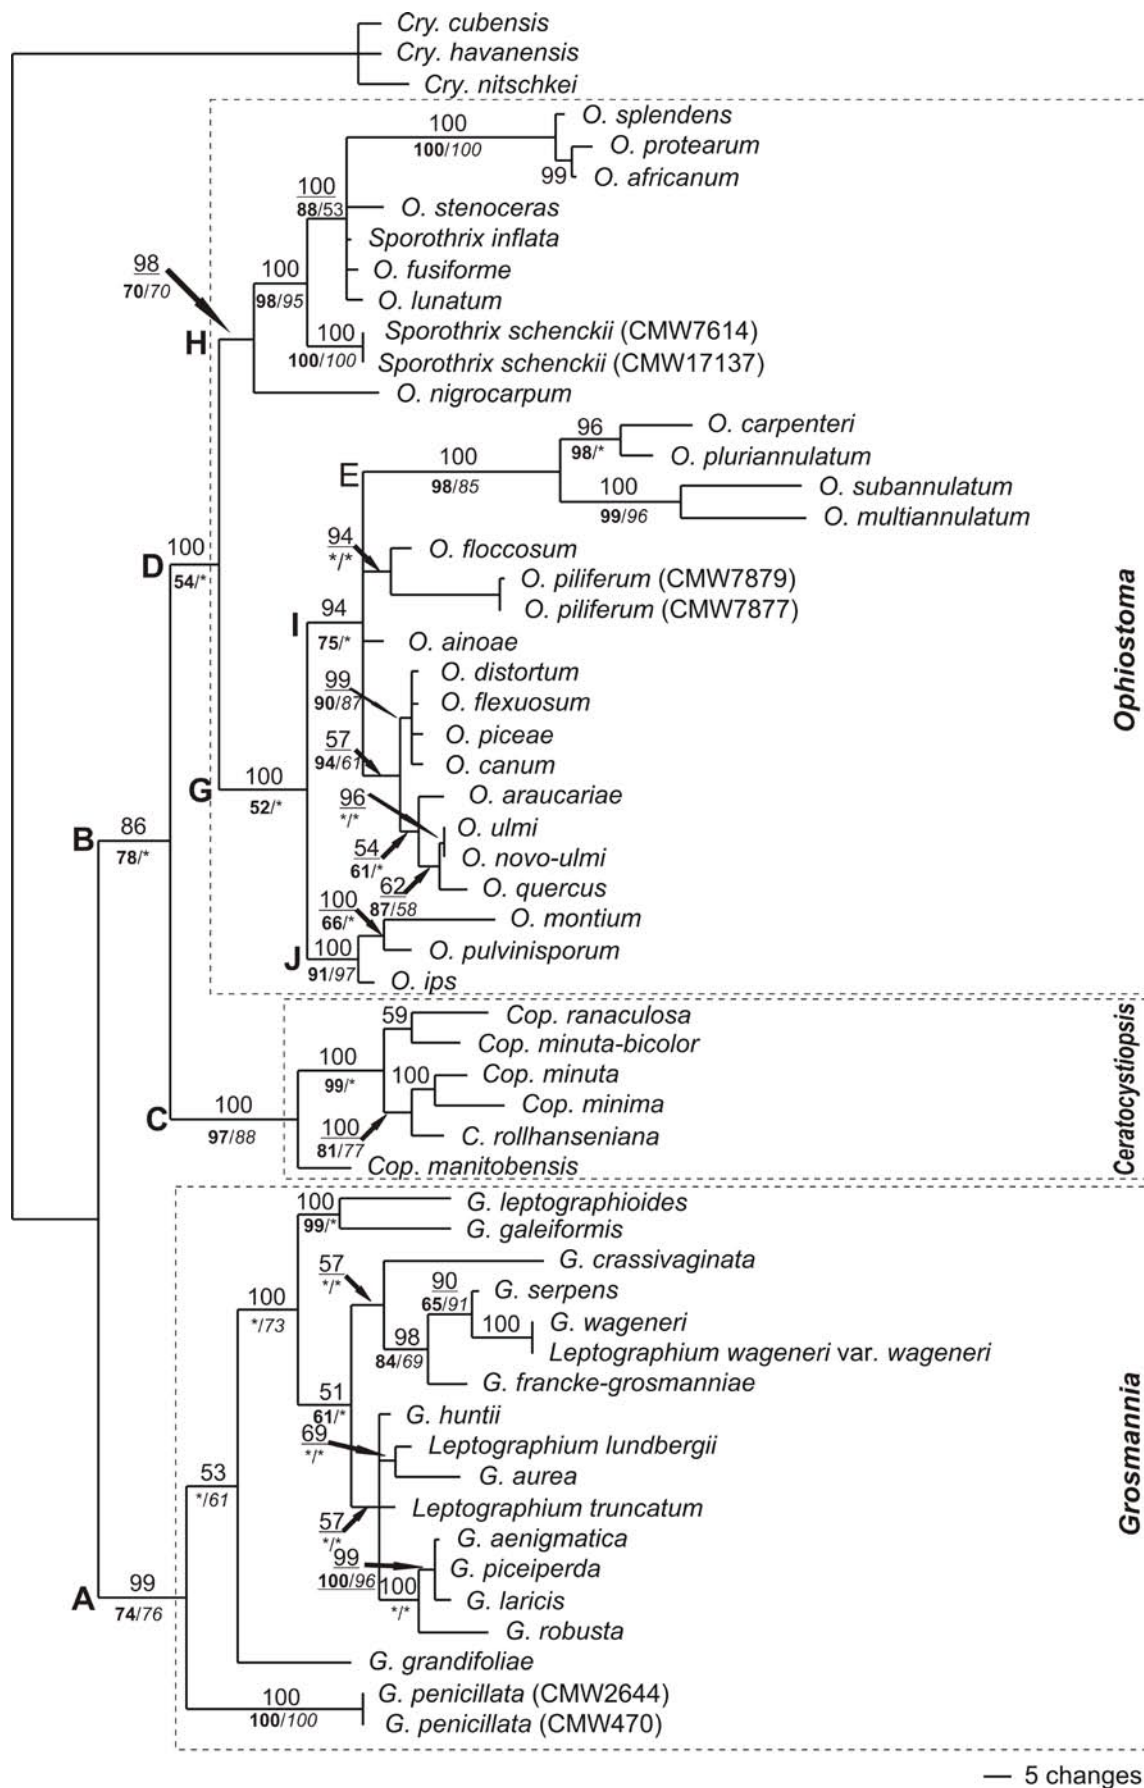 Cry. cubensis
Cry. havanensis
Cry. nitschkei
O. splendens
100
100/100
O. protearum
99
O. africanum
100
88/53
O. stenoceras
Sporothrix inflata
98
70/70
100
98/95
O. fusiforme
O. lunatum
H
100
100/100
Sporothrix schenckii (CMW7614)
Sporothrix schenckii (CMW17137)
O. nigrocarpum
96
98/*
O. carpenteri
O. pluriannulatum
E
100
98/85
100
99/96
O. subannulatum
O. multiannulatum
D
100
54/*
94
*/*
O. floccosum
O. piliferum (CMW7879)
O. piliferum (CMW7877)
I
94
75/*
O. ainoae
99
90/87
O. distortum
O. flexuosum
57
94/61
O. piceae
O. canum
G
100
52/*
96
*/*
O. araucariae
O. ulmi
54
61/*
O. novo-ulmi
62
87/58
O. quercus
100
66/*
O. montium
O. pulvinisporum
J
100
91/97
O. ips
Ophiostoma
B
86
78/*
59
Cop. ranaculosa
Cop. minuta-bicolor
100
99/*
100
Cop. minuta
Cop. minima
C
100
97/88
100
81/77
C. rollhanseniana
Cop. manitobensis
Ceratocystiopsis
100
99/*
G. leptographioides
G. galeiformis
57
*/*
G. crassivaginata
90
65/91
G. serpens
100
*/73
100
G. wageneri
Leptographium wageneri var. wageneri
98
84/69
G. francke-grosmanniae
51
61/*
G. huntii
69
*/*
Leptographium lundbergii
G. aurea
53
*/61
57
*/*
Leptographium truncatum
G. aenigmatica
99
100/96
G. piceiperda
100
*/*
G. laricis
G. robusta
A
99
74/76
G. grandifoliae
100
100/100
G. penicillata (CMW2644)
G. penicillata (CMW470)
Grosmannia
5 changes